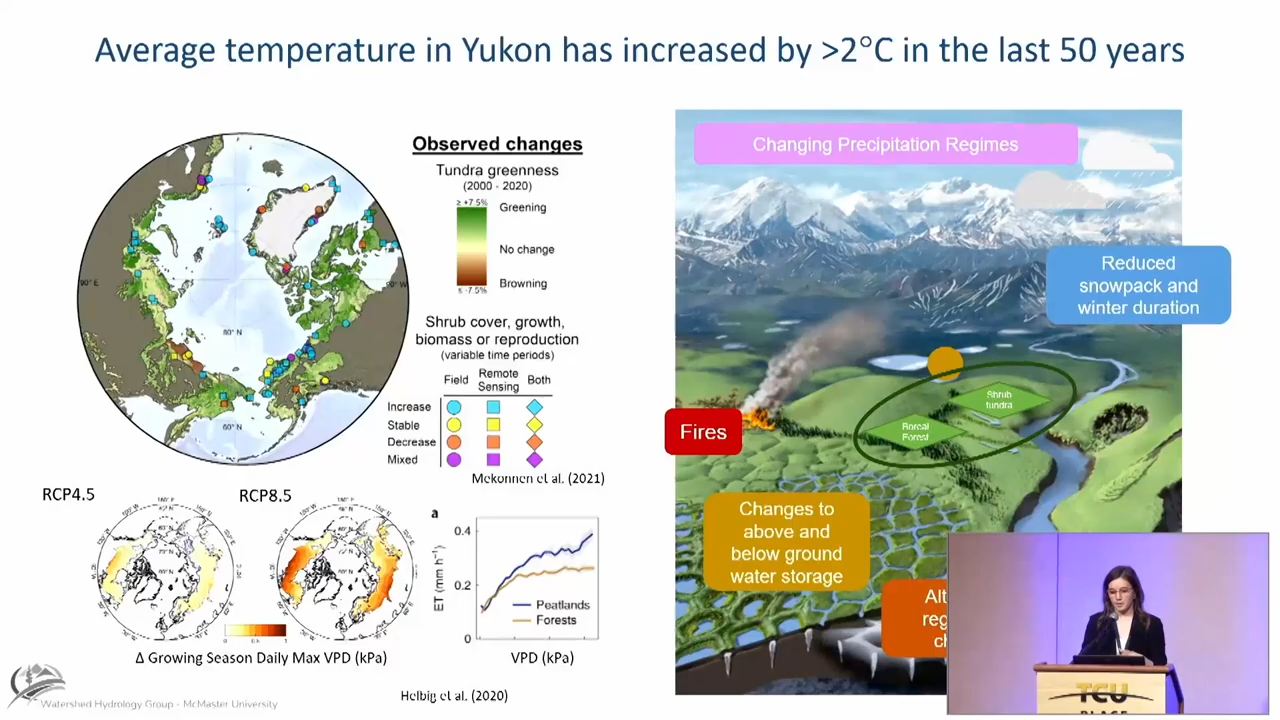 Average temperature in Yukon has increased by >2°C in the last 50 years
Observed changes
Tundra greenness
(2000 - 2020)
≥ +7.5%
Greening
No change
Browning
≤ -7.5%
90° E
90° W
80° N
60° N
Shrub cover, growth,
biomass or reproduction
(variable time periods)
Field
Remote
Sensing
Both
Increase
Stable
Decrease
Mixed
Mekonnen et al. (2021)
RCP4.5
RCP8.5
Δ Growing Season Daily Max VPD (kPa)
a
0.4
0.2
0
ET (mm h⁻¹)
Peatlands
Forests
VPD (kPa)
Helbig et al. (2020)
Watershed Hydrology Group - McMaster University
Changing Precipitation Regimes
Reduced
snowpack and
winter duration
Shrub
tundra
Boreal
Forest
Fires
Changes to
above and
below ground
water storage
Alt
reg
ch
TCU
PLACE